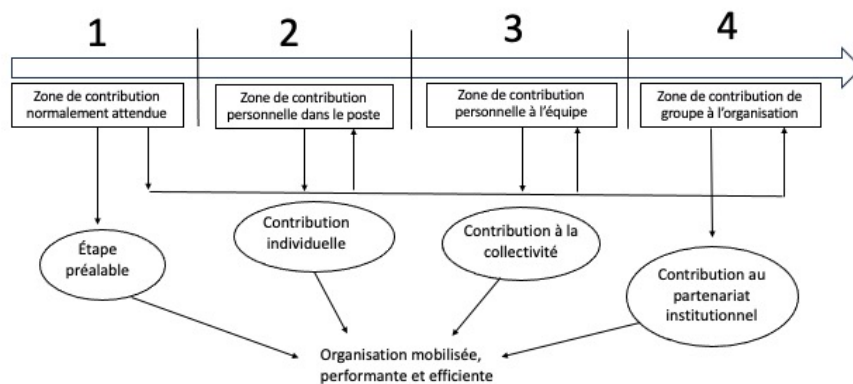 1
2
3
4
Zone de contribution
normalement attendue
Zone de contribution
personnelle dans le poste
Zone de contribution
personnelle à l'équipe
Zone de contribution de
groupe à l'organisation
Étape
préalable
Contribution
individuelle
Contribution à la
collectivité
Contribution au
partenariat
institutionnel
Organisation mobilisée,
performante et efficiente